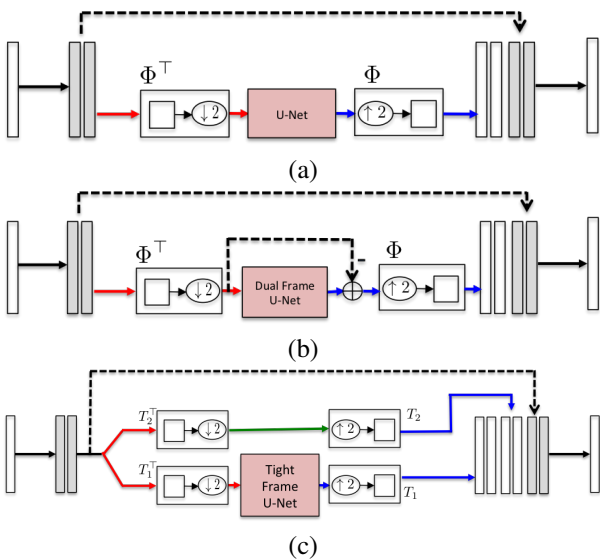 Φ⊤
Φ
↓ 2
U-Net
↑ 2
(a)
Φ⊤
Φ
-
↓ 2
Dual Frame
U-Net
↑ 2
(b)
T₂⊤
↓ 2
↑ 2
T₂
T₁⊤
↓ 2
Tight
Frame
U-Net
↑ 2
T₁
(c)